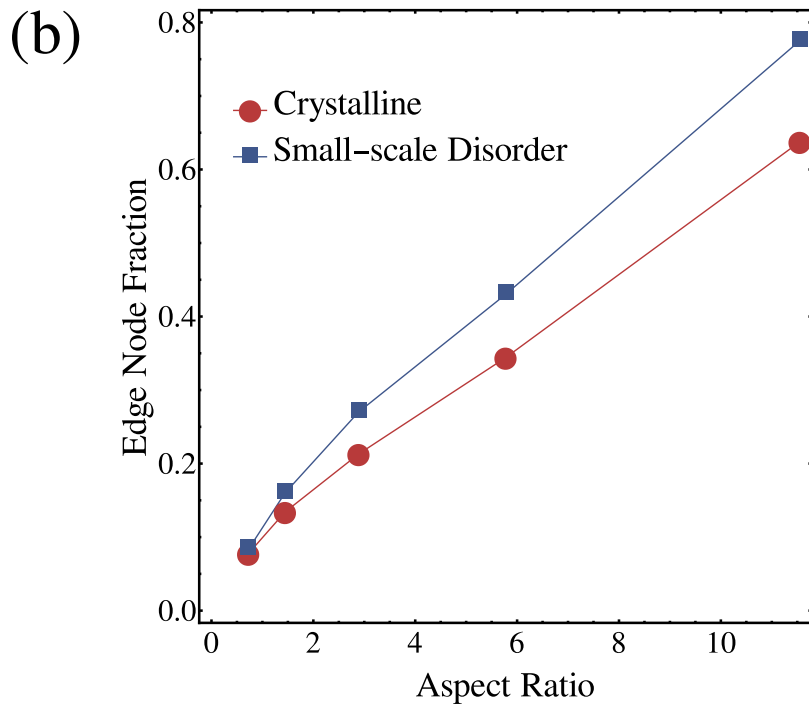 (b)
0.8
0.6
0.4
0.2
0.0
Edge Node Fraction
Crystalline
Small-scale Disorder
0 2 4 6 8 10
Aspect Ratio